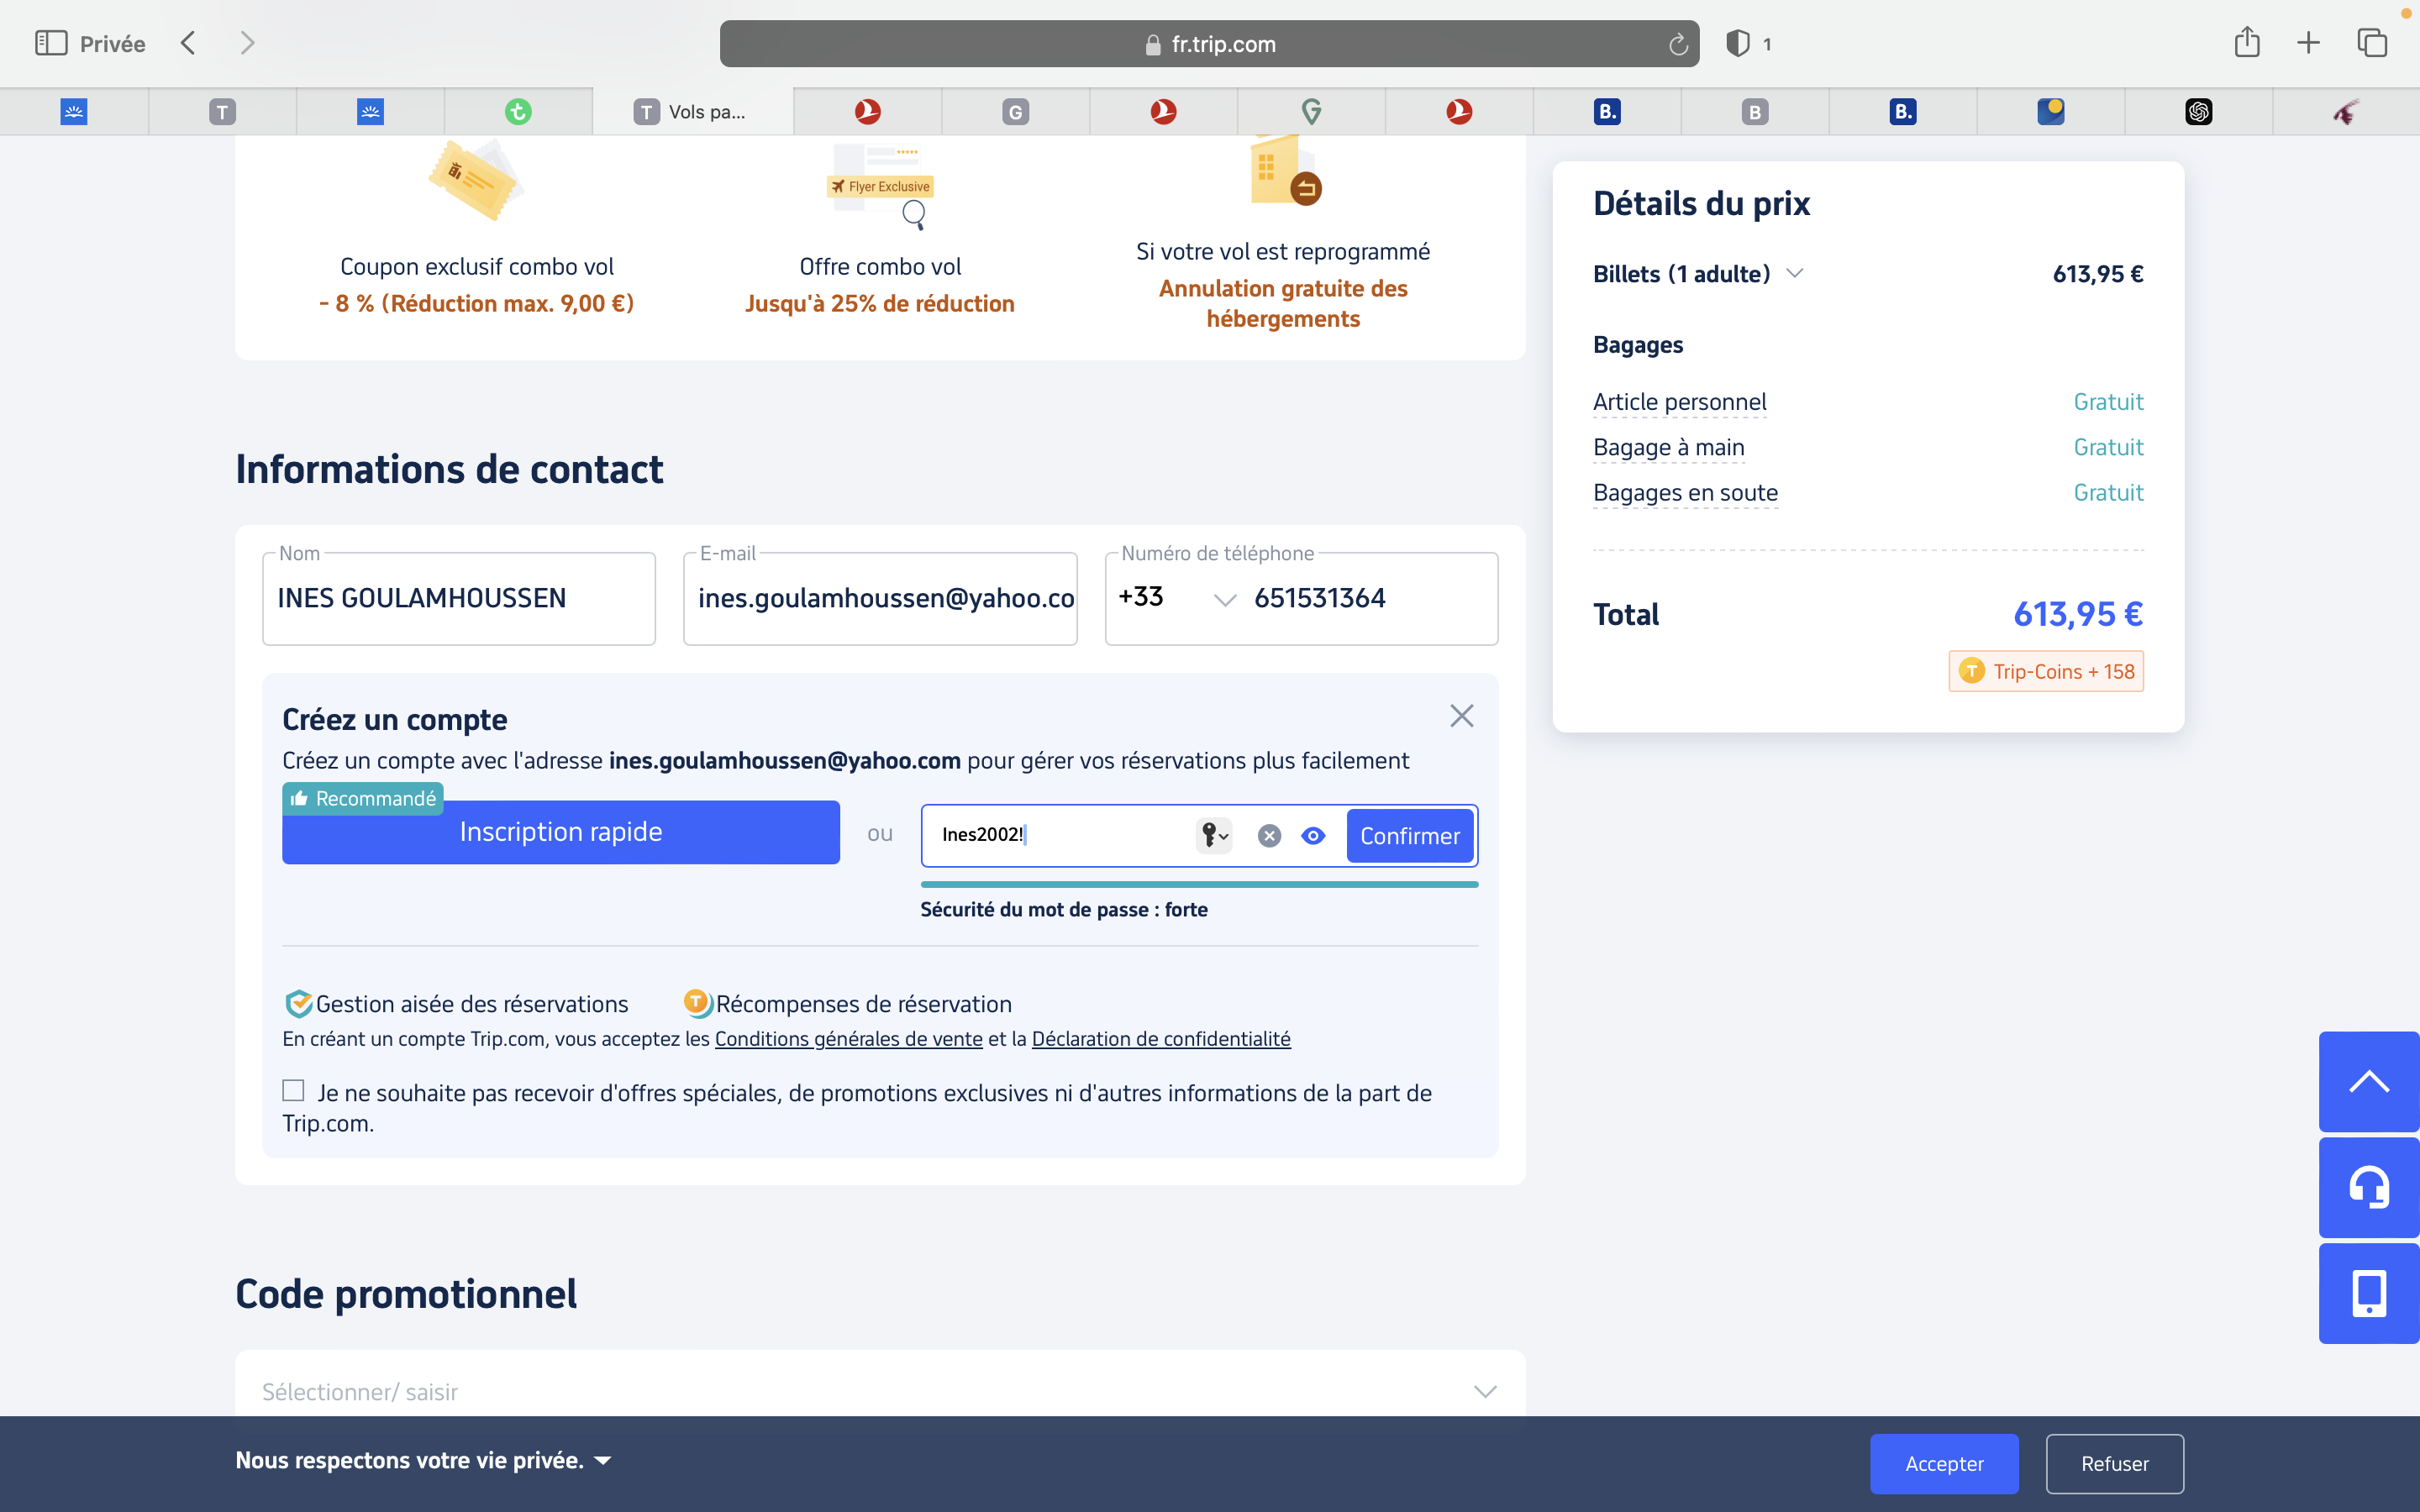 Privée
fr.trip.com
1
T
T Vols pa...
G
B.
B
B.
Flyer Exclusive
Coupon exclusif combo vol
- 8 % (Réduction max. 9,00 €)
Offre combo vol
Jusqu'à 25% de réduction
Si votre vol est reprogrammé
Annulation gratuite des
hébergements
Informations de contact
Nom
INES GOULAMHOUSSEN
E-mail
ines.goulamhoussen@yahoo.co
Numéro de téléphone
+33 651531364
Créez un compte
Créez un compte avec l'adresse ines.goulamhoussen@yahoo.com pour gérer vos réservations plus facilement
Recommandé
Inscription rapide
ou
Ines2002!
Confirmer
Sécurité du mot de passe : forte
Gestion aisée des réservations
T Récompenses de réservation
En créant un compte Trip.com, vous acceptez les Conditions générales de vente et la Déclaration de confidentialité
Je ne souhaite pas recevoir d'offres spéciales, de promotions exclusives ni d'autres informations de la part de
Trip.com.
Code promotionnel
Sélectionner/ saisir
Détails du prix
Billets (1 adulte) 613,95 €
Bagages
Article personnel Gratuit
Bagage à main Gratuit
Bagages en soute Gratuit
Total 613,95 €
T Trip-Coins + 158
Nous respectons votre vie privée.
Accepter
Refuser